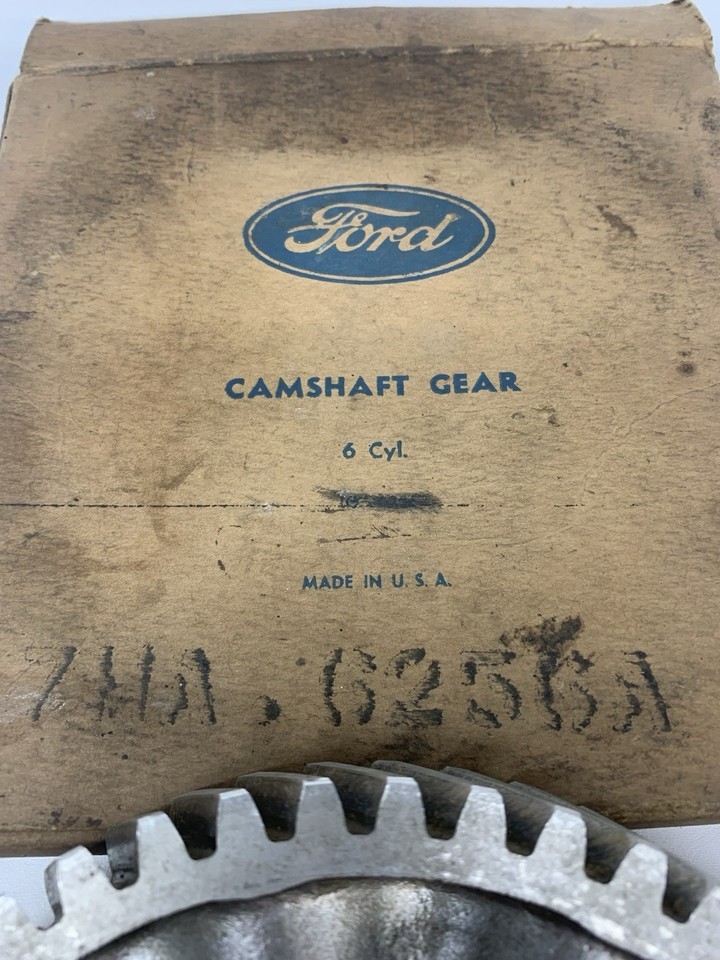 Ford
CAMSHAFT GEAR
6 Cyl.
MADE IN U. S. A.
7HA . 6256A